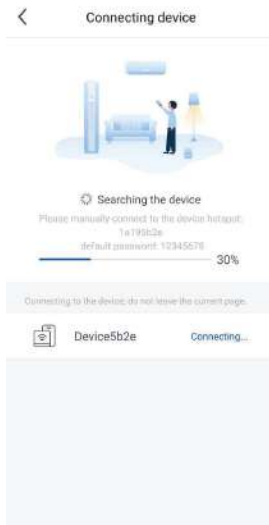 Connecting device
Searching the device
Please manually connect to the device hotspot:
1a195b2e
default password: 12345678
30%
Connecting to the device, do not leave the current page.
Device5b2e
Connecting...